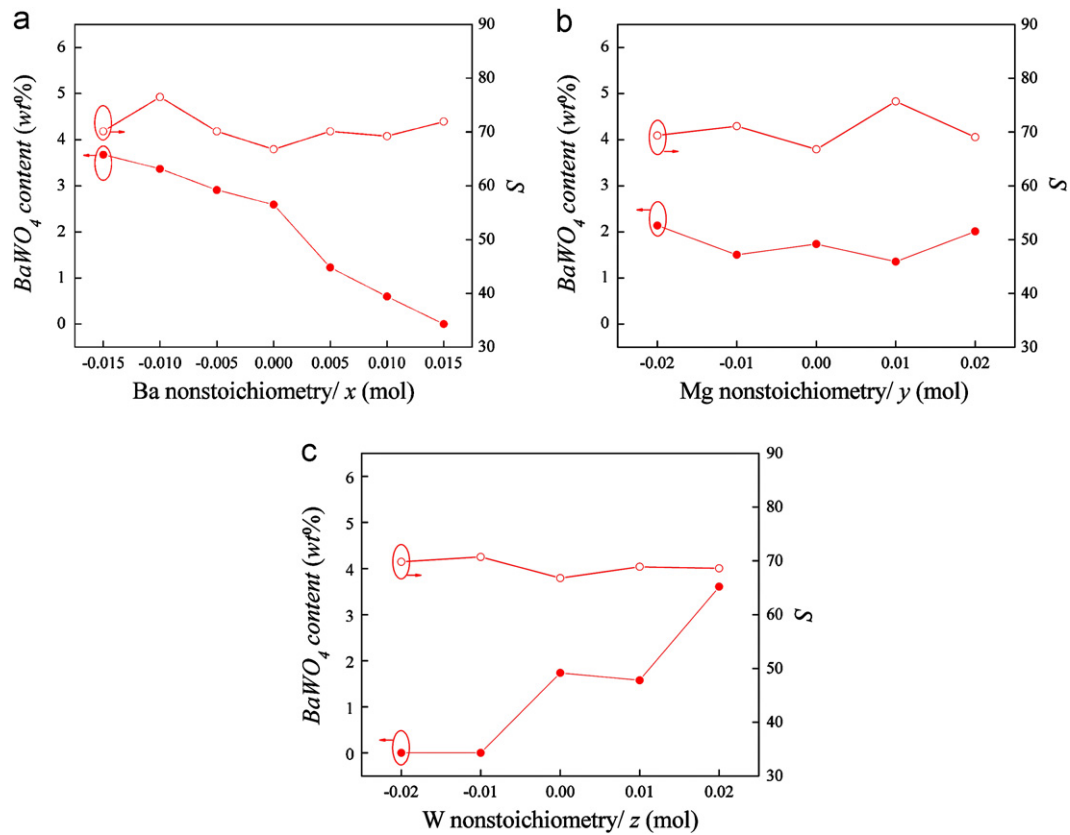 a
BaWO4 content (wt%)
6
5
4
3
2
1
0
90
80
70
60
50
40
30
S
-0.015 -0.010 -0.005 0.000 0.005 0.010 0.015
Ba nonstoichiometry/ x (mol)
b
BaWO4 content (wt%)
6
5
4
3
2
1
0
90
80
70
60
50
40
30
S
-0.02 -0.01 0.00 0.01 0.02
Mg nonstoichiometry/ y (mol)
c
BaWO4 content (wt%)
6
5
4
3
2
1
0
90
80
70
60
50
40
30
S
-0.02 -0.01 0.00 0.01 0.02
W nonstoichiometry/ z (mol)